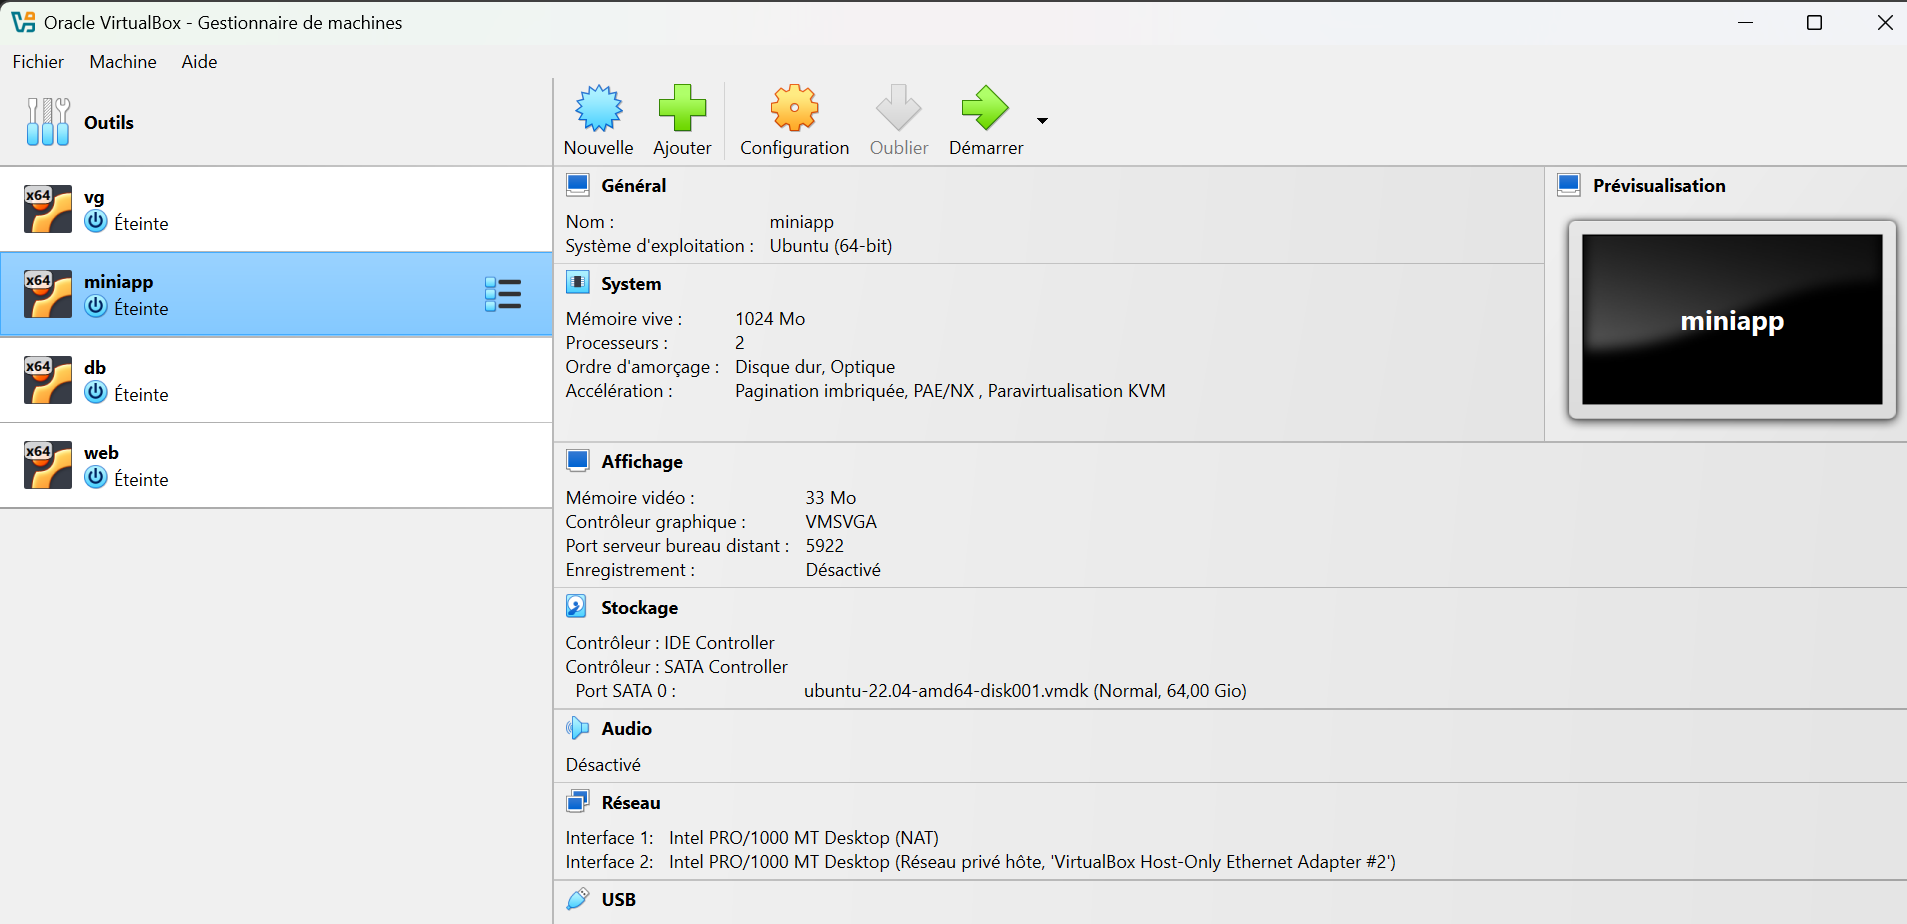 Oracle VirtualBox - Gestionnaire de machines
Fichier Machine Aide
Outils
x64
vg
Éteinte
x64
miniapp
Éteinte
x64
db
Éteinte
x64
web
Éteinte
Nouvelle Ajouter Configuration Oublier Démarrer
Général
Nom : miniapp
Système d'exploitation : Ubuntu (64-bit)
System
Mémoire vive : 1024 Mo
Processeurs : 2
Ordre d'amorçage : Disque dur, Optique
Accélération : Pagination imbriquée, PAE/NX , Paravirtualisation KVM
Prévisualisation
miniapp
Affichage
Mémoire vidéo : 33 Mo
Contrôleur graphique : VMSVGA
Port serveur bureau distant : 5922
Enregistrement : Désactivé
Stockage
Contrôleur : IDE Controller
Contrôleur : SATA Controller
Port SATA 0 : ubuntu-22.04-amd64-disk001.vmdk (Normal, 64,00 Gio)
Audio
Désactivé
Réseau
Interface 1: Intel PRO/1000 MT Desktop (NAT)
Interface 2: Intel PRO/1000 MT Desktop (Réseau privé hôte, 'VirtualBox Host-Only Ethernet Adapter #2')
USB